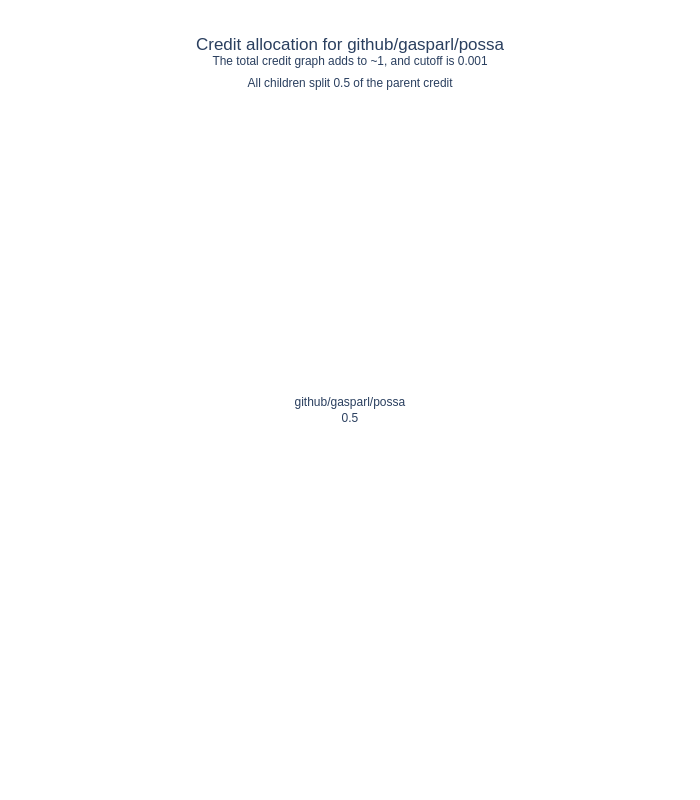 Credit allocation for github/gasparl/possa
The total credit graph adds to ~1, and cutoff is 0.001
All children split 0.5 of the parent credit
github/gasparl/possa
0.5